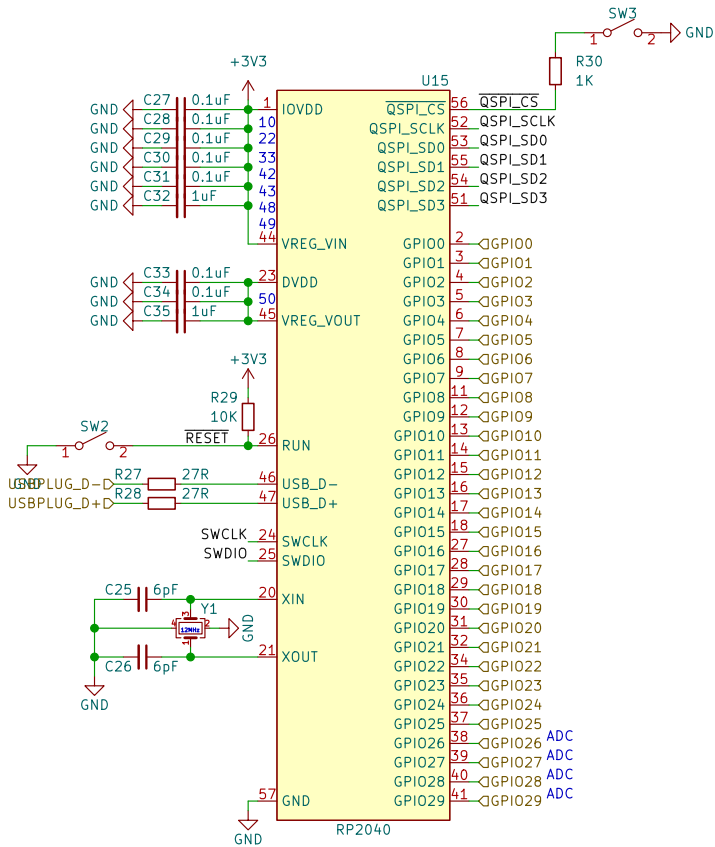 SW3
1 2 GND
R30
1K
+3V3
U15
GND C27 0.1uF 1 IOVDD QSPI_CS 56 QSPI_CS
GND C28 0.1uF 10 QSPI_SCLK 52 QSPI_SCLK
GND C29 0.1uF 22 QSPI_SD0 53 QSPI_SD0
GND C30 0.1uF 33 QSPI_SD1 55 QSPI_SD1
GND C31 0.1uF 42 QSPI_SD2 54 QSPI_SD2
GND C32 1uF 43 QSPI_SD3 51 QSPI_SD3
48
49
44 VREG_VIN GPIO0 2 GPIO0
GPIO1 3 GPIO1
GND C33 0.1uF 23 DVDD GPIO2 4 GPIO2
GND C34 0.1uF 50 GPIO3 5 GPIO3
GND C35 1uF 45 VREG_VOUT GPIO4 6 GPIO4
GPIO5 7 GPIO5
+3V3 GPIO6 8 GPIO6
GPIO7 9 GPIO7
R29 GPIO8 11 GPIO8
10K GPIO9 12 GPIO9
SW2 GPIO10 13 GPIO10
1 2 RESET 26 RUN
GPIO11 14 GPIO11
GND
GPIO12 15 GPIO12
USBPLUG_D- R27 27R 46 USB_D-
GPIO13 16 GPIO13
USBPLUG_D+ R28 27R 47 USB_D+
GPIO14 17 GPIO14
GPIO15 18 GPIO15
SWCLK 24 SWCLK
GPIO16 27 GPIO16
SWDIO 25 SWDIO
GPIO17 28 GPIO17
GPIO18 29 GPIO18
C25 6pF 20 XIN
GPIO19 30 GPIO19
Y1
3
4 12MHz 2 GND
1
GPIO20 31 GPIO20
GPIO21 32 GPIO21
C26 6pF 21 XOUT
GPIO22 34 GPIO22
GPIO23 35 GPIO23
GND GPIO24 36 GPIO24
GPIO25 37 GPIO25
GPIO26 38 GPIO26 ADC
GPIO27 39 GPIO27 ADC
GPIO28 40 GPIO28 ADC
57 GND GPIO29 41 GPIO29 ADC
GND RP2040